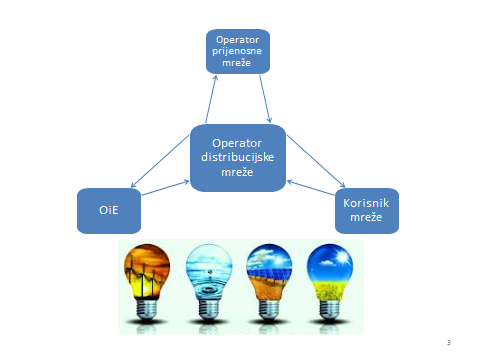 Operator
prijenosne
mreže
Operator
distribucijske
mreže
OiE
Korisnik
mreže
3